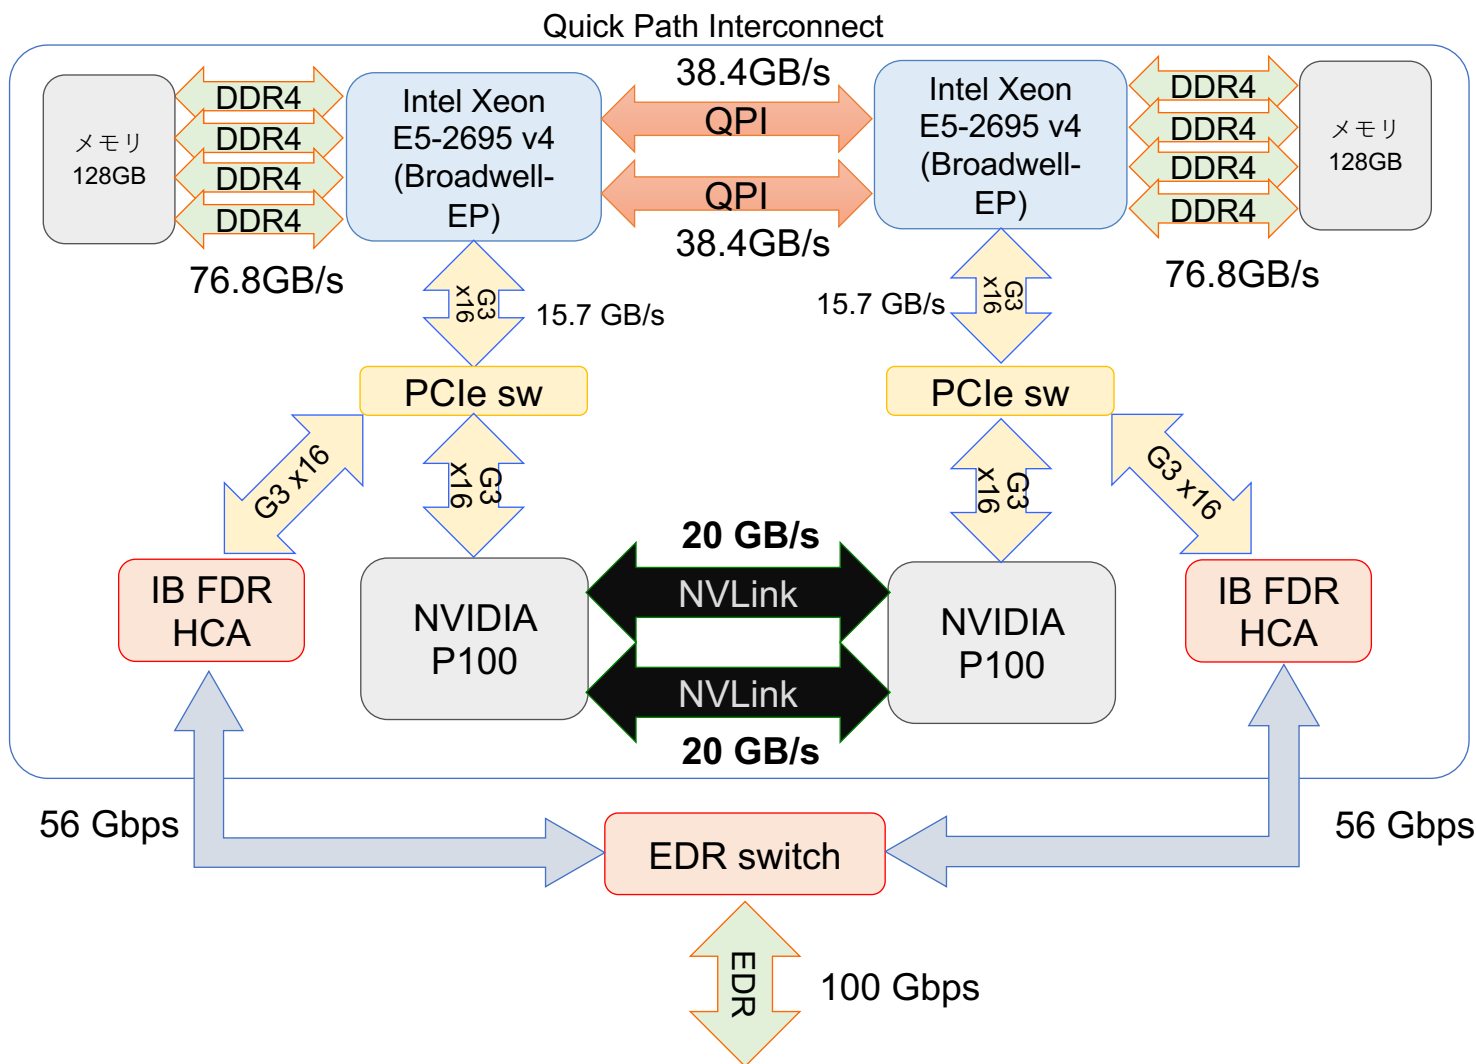 Quick Path Interconnect
メモリ
128GB
DDR4
DDR4
DDR4
DDR4
76.8GB/s
Intel Xeon
E5-2695 v4
(Broadwell-
EP)
38.4GB/s
QPI
QPI
38.4GB/s
Intel Xeon
E5-2695 v4
(Broadwell-
EP)
DDR4
DDR4
DDR4
DDR4
76.8GB/s
メモリ
128GB
G3
x16
15.7 GB/s
15.7 GB/s
G3
x16
PCIe sw
PCIe sw
G3 x16
G3
x16
G3
x16
G3 x16
IB FDR
HCA
NVIDIA
P100
20 GB/s
NVLink
NVLink
20 GB/s
NVIDIA
P100
IB FDR
HCA
56 Gbps
EDR switch
56 Gbps
EDR
100 Gbps